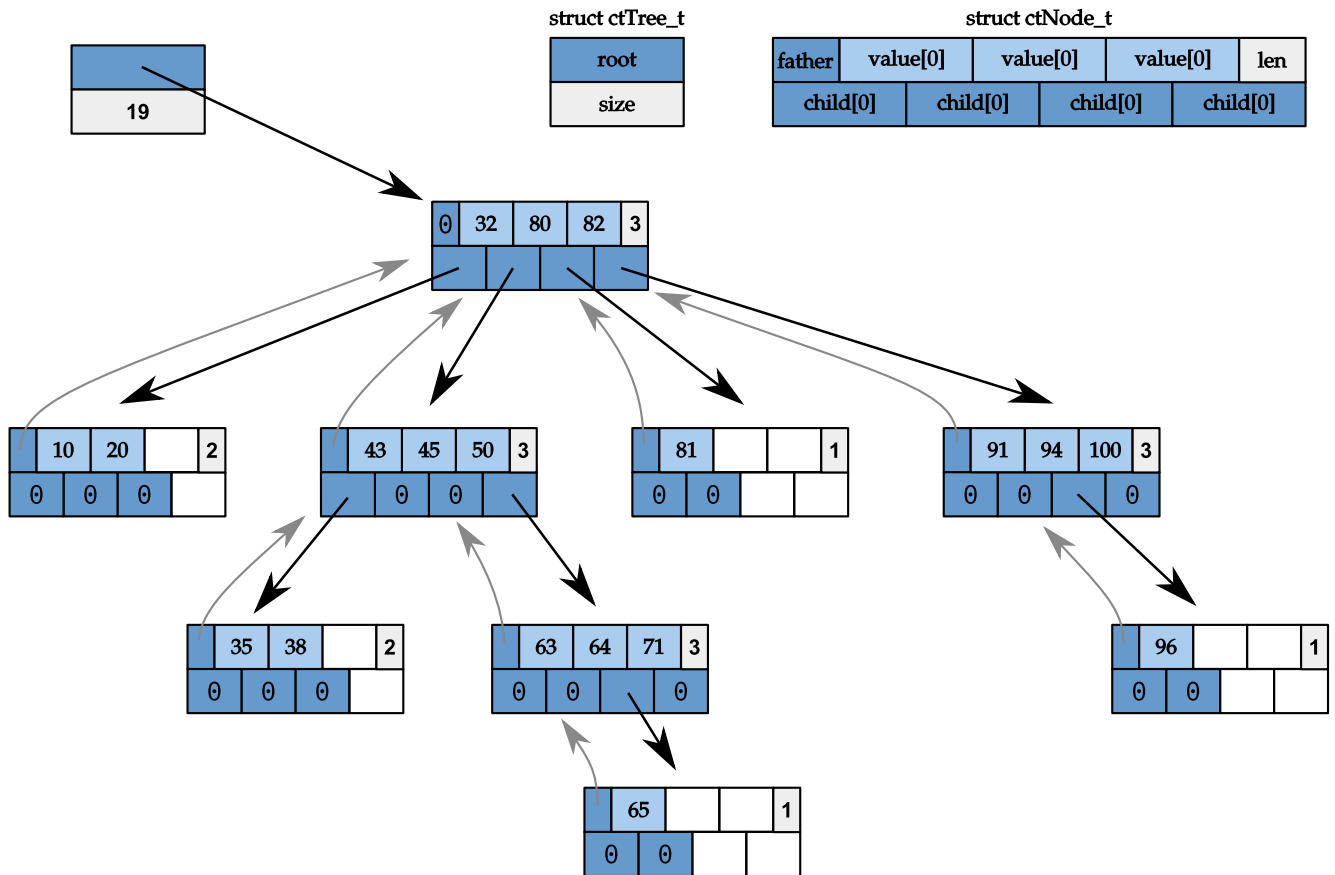 struct ctTree_t
struct ctNode_t
root
size
father value[0] value[0] value[0] len
child[0] child[0] child[0] child[0]
19
0 32 80 82 3
10 20 2
0 0 0
43 45 50 3
0 0
81 1
0 0
91 94 100 3
0 0 0
35 38 2
0 0 0
63 64 71 3
0 0 0
96 1
0 0
65 1
0 0